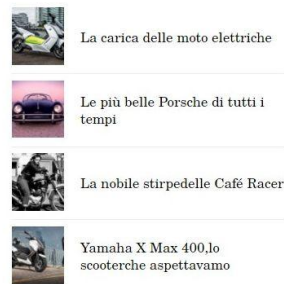 La carica delle moto elettriche
Le più belle Porsche di tutti i
tempi
La nobile stirpedelle Café Racer
Yamaha X Max 400,lo
scooterche aspettavamo